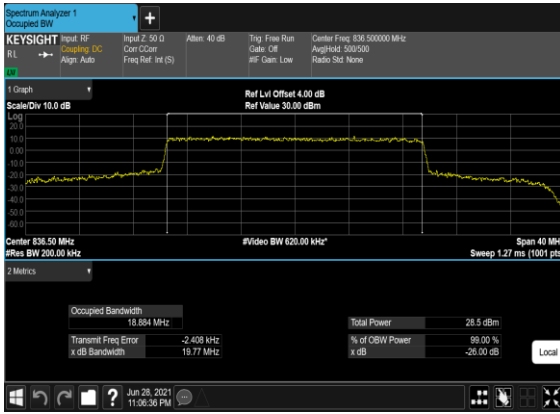 Spectrum Analyzer 1
Occupied BW
KEYSIGHT Input: RF Input Z: 50 Ω Atten: 40 dB Trig: Free Run Center Freq: 836.500000 MHz
RL Coupling: DC Corr CCorr Gate: Off Avg|Hold: 500/500
Align: Auto Freq Ref: Int (S) #IF Gain: Low Radio Std: None
1 Graph
Ref Lvl Offset 4.00 dB
Scale/Div 10.0 dB Ref Value 30.00 dBm
Log
20.0
10.0
0.00
-10.0
-20.0
-30.0
-40.0
-50.0
-60.0
Center 836.50 MHz #Video BW 620.00 kHz* Span 40 MH
#Res BW 200.00 kHz Sweep 1.27 ms (1001 pts
2 Metrics
Occupied Bandwidth
18.884 MHz Total Power 28.5 dBm
Transmit Freq Error -2.408 kHz % of OBW Power 99.00 %
x dB Bandwidth 19.77 MHz x dB -26.00 dB
Local
? Jun 28, 2021
11:06:36 PM